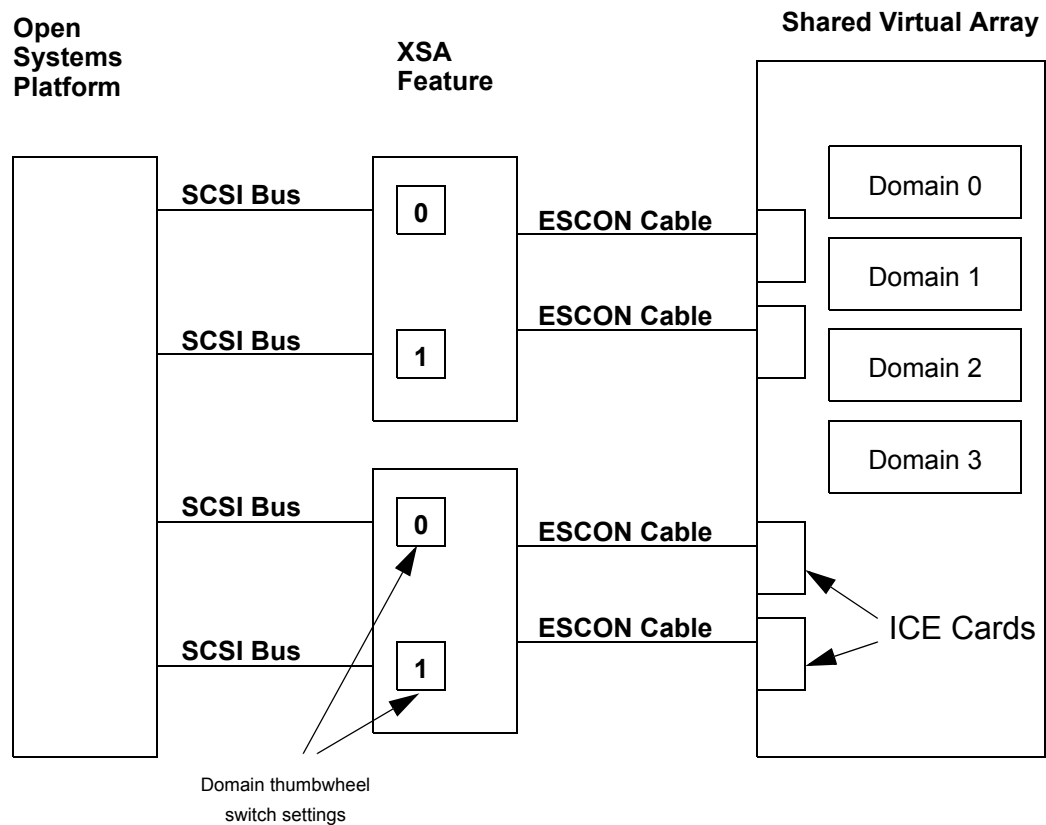 Open
Systems
Platform
XSA
Feature
Shared Virtual Array
SCSI Bus
0
ESCON Cable
Domain 0
Domain 1
SCSI Bus
1
ESCON Cable
Domain 2
Domain 3
SCSI Bus
0
ESCON Cable
SCSI Bus
1
ESCON Cable
ICE Cards
Domain thumbwheel
switch settings